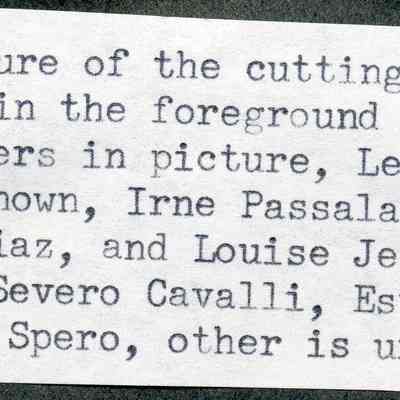 ure of the cutting
in the foreground
ers in picture, Le
nown, Irne Passala
iaz, and Louise Je
Severo Cavalli, Es
Spero, other is u